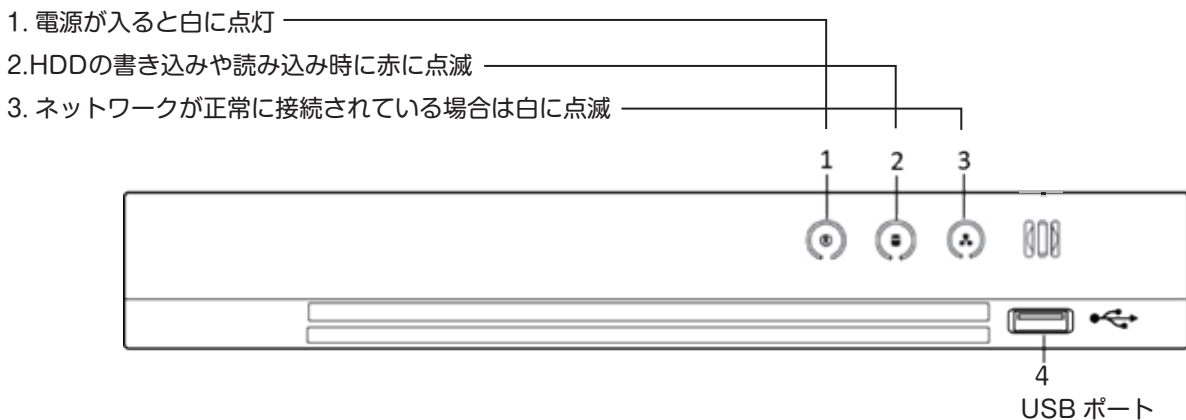 1. 電源が入ると白に点灯
2.HDDの書き込みや読み込み時に赤に点滅
3. ネットワークが正常に接続されている場合は白に点滅
1 2 3
4
USB ポート